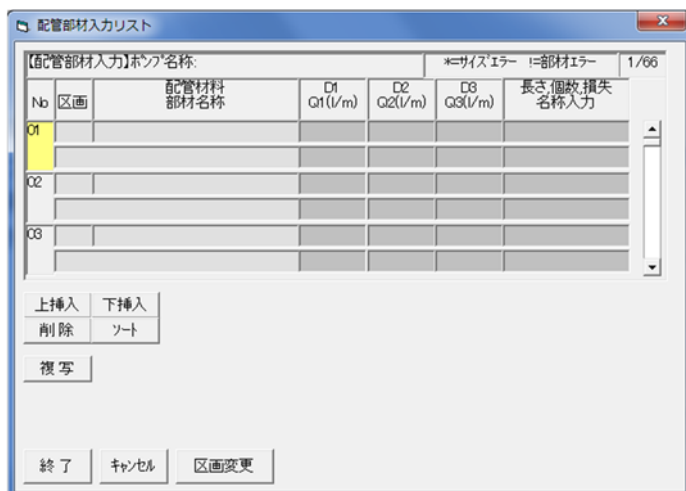 配管部材入力リスト
【配管部材入力】ポンプ名称: *=サイズエラー !=部材エラー 1/66
No 区画 配管材料 D1 D2 D3 長さ,個数,損失
部材名称 Q1(l/m) Q2(l/m) Q3(l/m) 名称入力
01
02
03
上挿入 下挿入
削除 ソート
複写
終了 キャンセル 区画変更